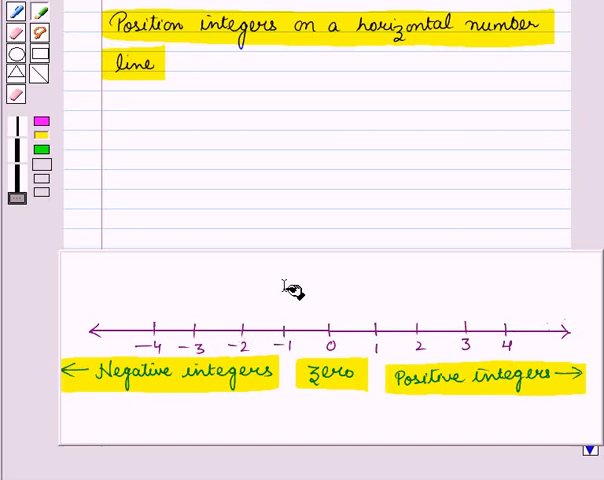 Position integers on a horizontal number
line
-4 -3 -2 -1 0 1 2 3 4
← Negative integers zero Positive integers →